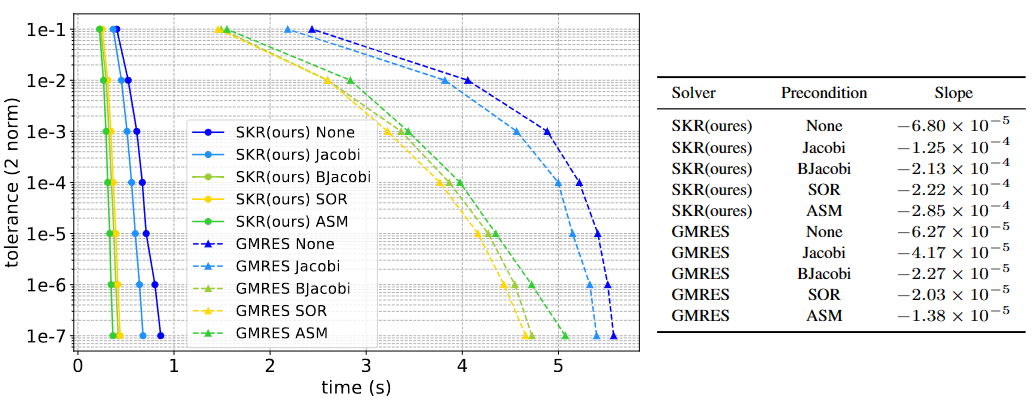 1e-1
1e-2
1e-3
1e-4
1e-5
1e-6
1e-7
tolerance (2 norm)
SKR(ours) None
SKR(ours) Jacobi
SKR(ours) BJacobi
SKR(ours) SOR
SKR(ours) ASM
GMRES None
GMRES Jacobi
GMRES BJacobi
GMRES SOR
GMRES ASM
0 1 2 3 4 5
time (s)
Solver Precondition Slope
SKR(oures) None −6.80 × 10⁻⁵
SKR(oures) Jacobi −1.25 × 10⁻⁴
SKR(oures) BJacobi −2.13 × 10⁻⁴
SKR(oures) SOR −2.22 × 10⁻⁴
SKR(oures) ASM −2.85 × 10⁻⁴
GMRES None −6.27 × 10⁻⁵
GMRES Jacobi −4.17 × 10⁻⁵
GMRES BJacobi −2.27 × 10⁻⁵
GMRES SOR −2.03 × 10⁻⁵
GMRES ASM −1.38 × 10⁻⁵